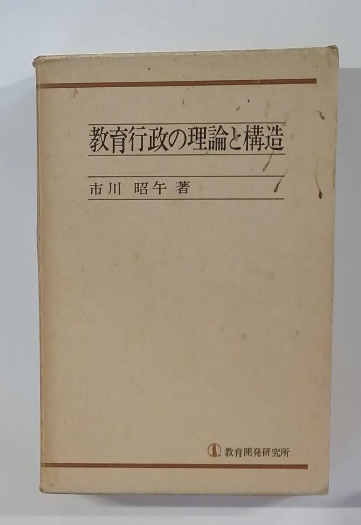 教育行政の理論と構造
市川 昭午 著
教育開発研究所